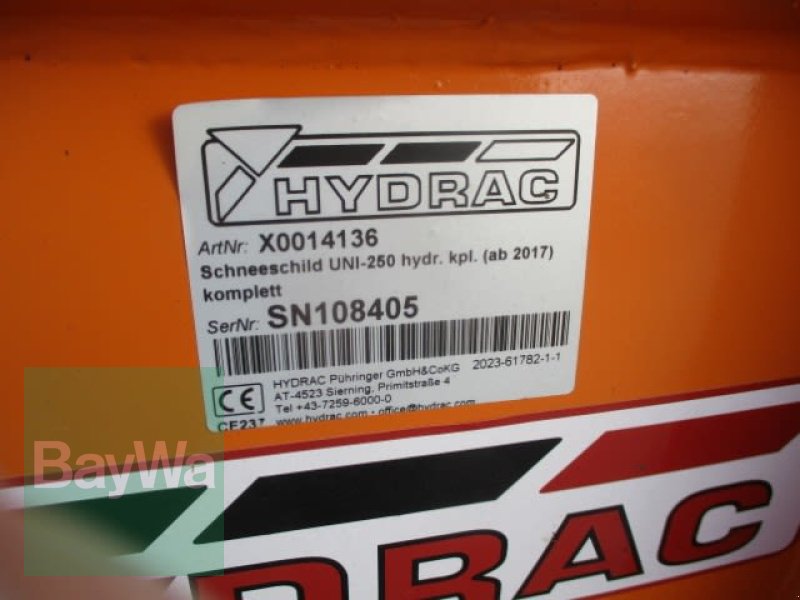 HYDRAC
ArtNr: X0014136
Schneeschild UNI-250 hydr. kpl. (ab 2017)
komplett
SerNr: SN108405
2023-61782-1-1
HYDRAC Pühringer GmbH&CoKG
AT-4523 Sierning, Primitstraße 4
Tel +43-7259-6000-0
www.hydrac.com - office@hydrac.com
CE
CE237
BayWa
DRAC